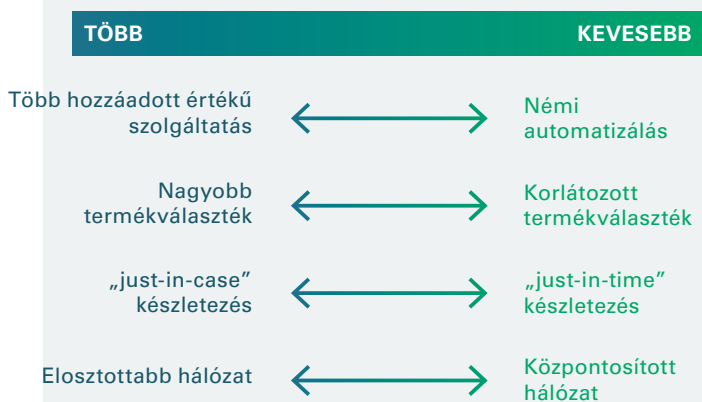 TÖBB KEVESEBB
Több hozzáadott értékű
szolgáltatás
Némi
automatizálás
Nagyobb
termékválaszték
Korlátozott
termékválaszték
„just-in-case”
készletezés
„just-in-time”
készletezés
Elosztottabb hálózat
Központosított
hálózat